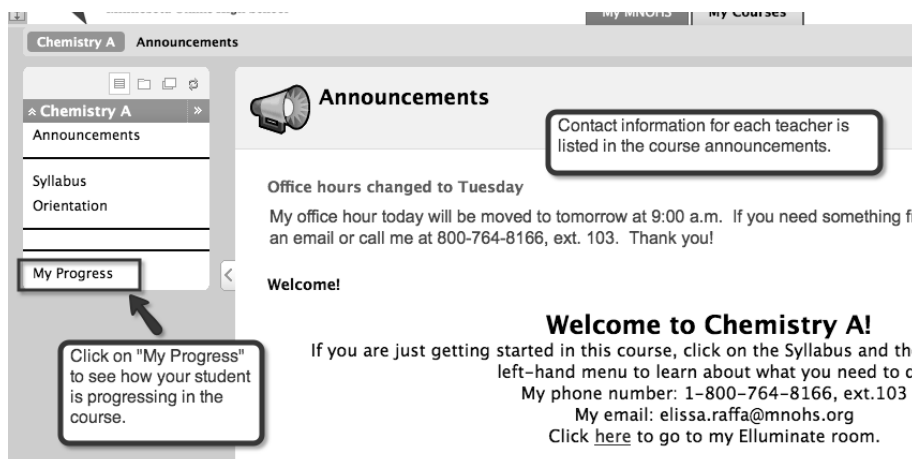 My MNOHS
My Courses
Chemistry A
Announcements
Chemistry A
Announcements
Syllabus
Orientation
My Progress
Click on "My Progress"
to see how your student
is progressing in the
course.
Announcements
Contact information for each teacher is
listed in the course announcements.
Office hours changed to Tuesday
My office hour today will be moved to tomorrow at 9:00 a.m. If you need something
an email or call me at 800-764-8166, ext. 103. Thank you!
Welcome!
Welcome to Chemistry A!
If you are just getting started in this course, click on the Syllabus and
left-hand menu to learn about what you need to
My phone number: 1-800-764-8166, ext.103
My email: elissa.raffa@mnohs.org
Click here to go to my Elluminate room.